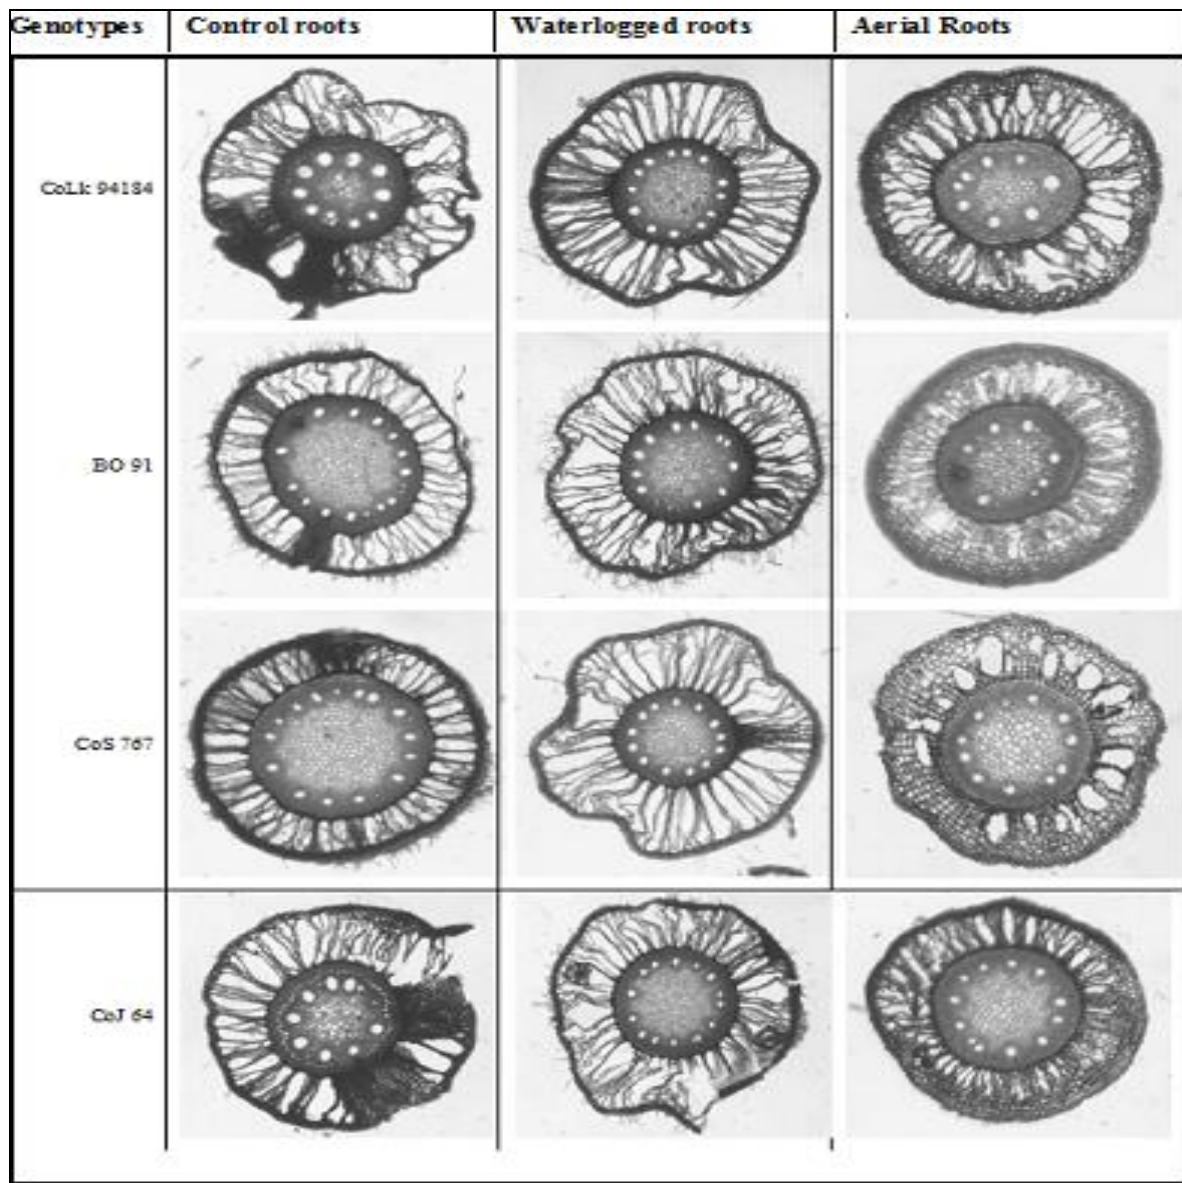 Genotypes Control roots Waterlogged roots Aerial Roots
CoLk 94184
BO 91
CoS 767
CoJ 64